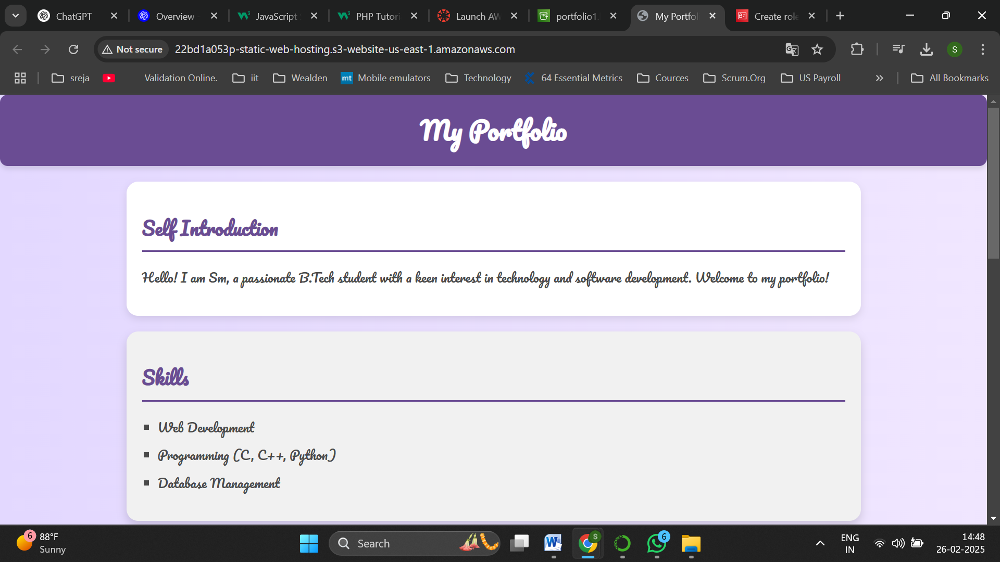 ChatGPT
Overview -
JavaScript
PHP Tutori
Launch AW
portfolio1.
My Portfol
Create role
Not secure
22bd1a053p-static-web-hosting.s3-website-us-east-1.amazonaws.com
S
sreja
Validation Online.
iit
Wealden
mt
Mobile emulators
Technology
64 Essential Metrics
Cources
Scrum.Org
US Payroll
All Bookmarks
My Portfolio
Self Introduction
Hello! I am Sm, a passionate B.Tech student with a keen interest in technology and software development. Welcome to my portfolio!
Skills
Web Development
Programming (C, C++, Python)
Database Management
6
88°F
Sunny
Search
W
S
6
ENG
IN
14:48
26-02-2025